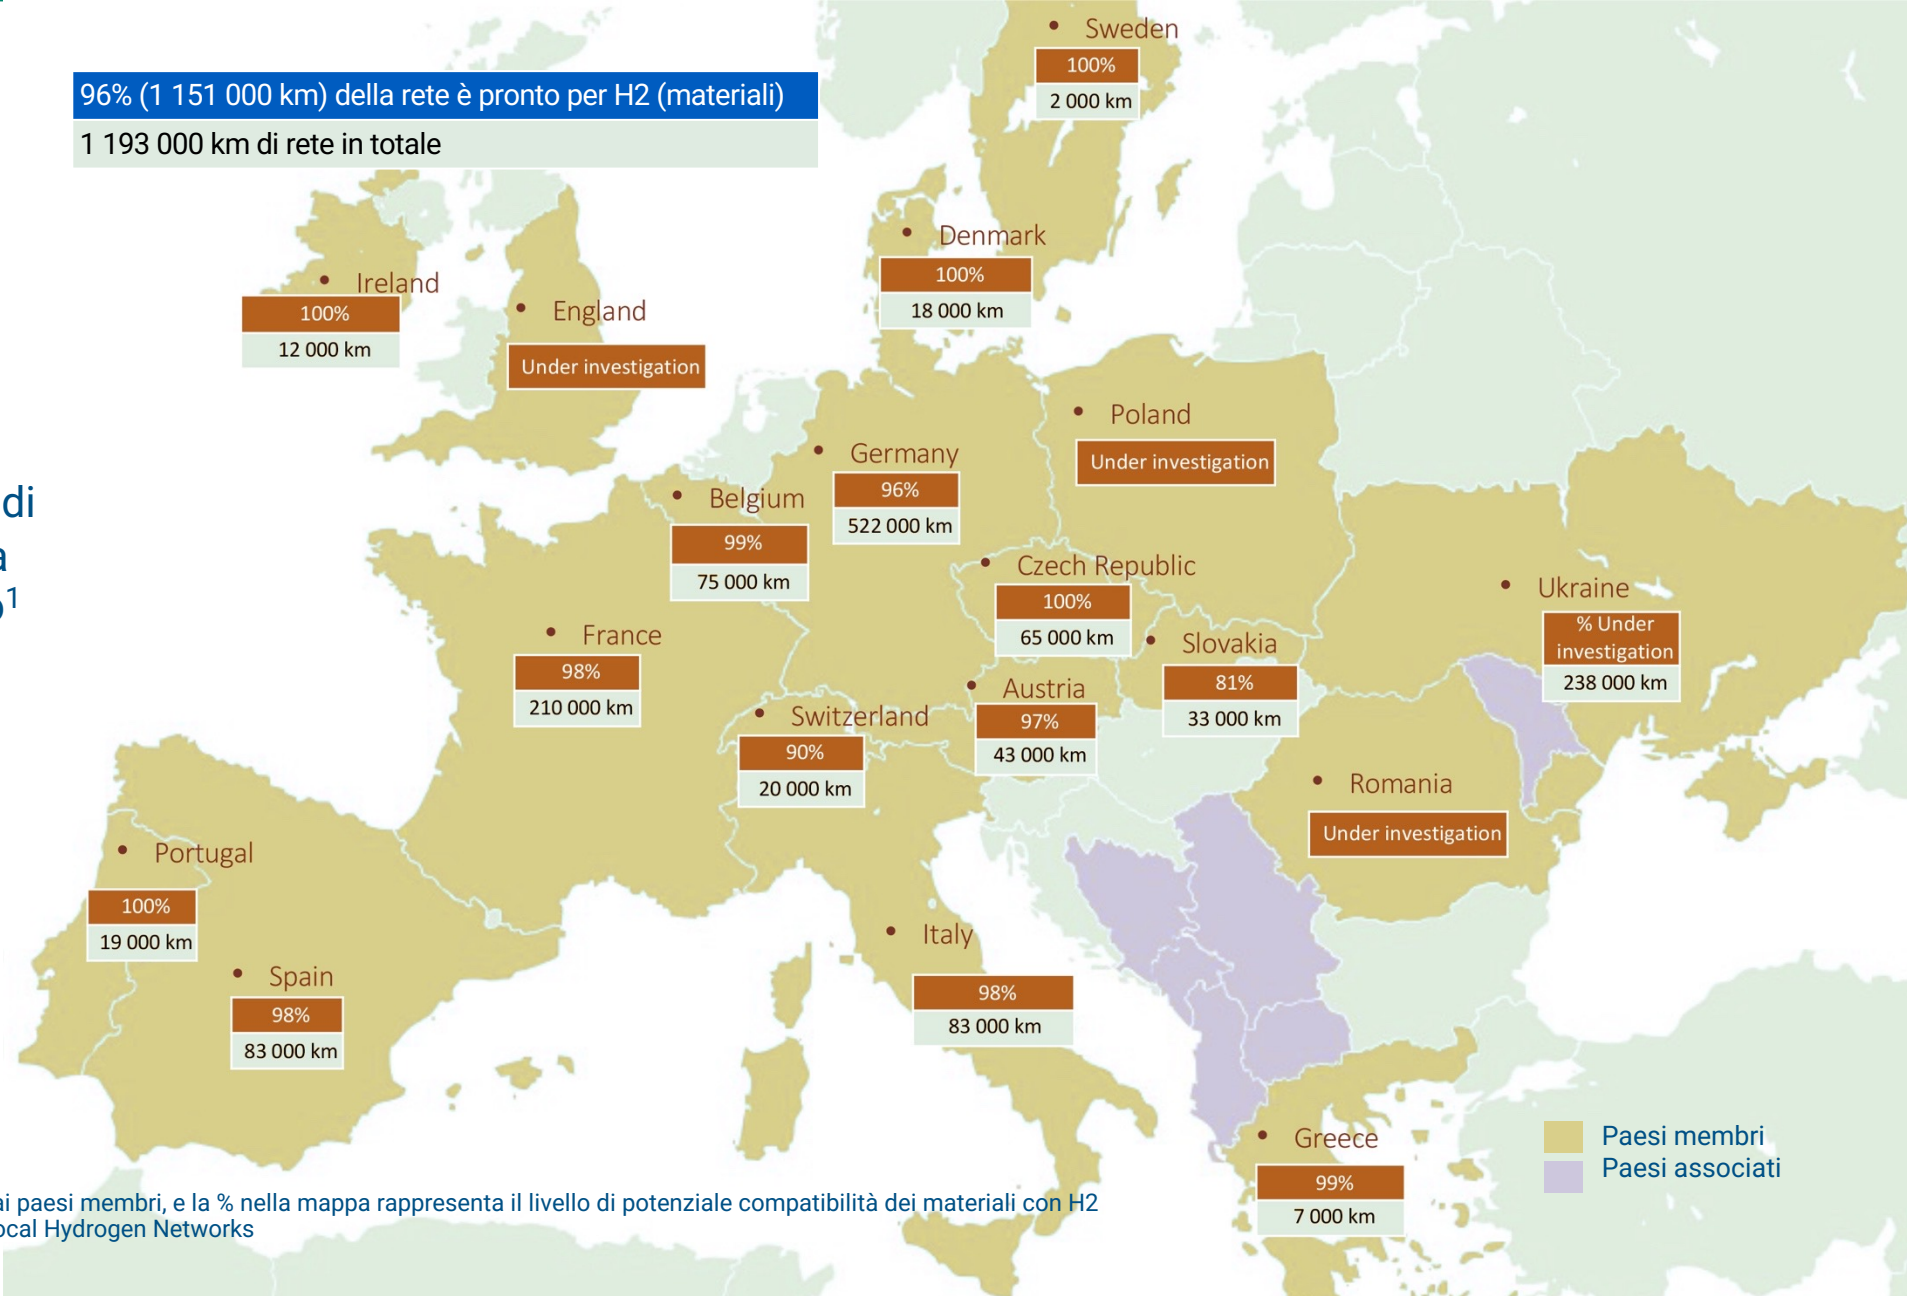 96% (1 151 000 km) della rete è pronto per H2 (materiali)
1 193 000 km di rete in totale
Sweden
100%
2 000 km
Denmark
100%
18 000 km
Ireland
100%
12 000 km
England
Under investigation
Poland
Under investigation
Germany
96%
522 000 km
di
Belgium
99%
75 000 km
Czech Republic
100%
65 000 km
Ukraine
% Under
investigation
238 000 km
1
France
98%
210 000 km
Slovakia
81%
33 000 km
Austria
97%
43 000 km
Switzerland
90%
20 000 km
Romania
Under investigation
Portugal
100%
19 000 km
Spain
98%
83 000 km
Italy
98%
83 000 km
Greece
99%
7 000 km
Paesi membri
Paesi associati
paesi membri, e la % nella mappa rappresenta il livello di potenziale compatibilità dei materiali con H2
Hydrogen Networks